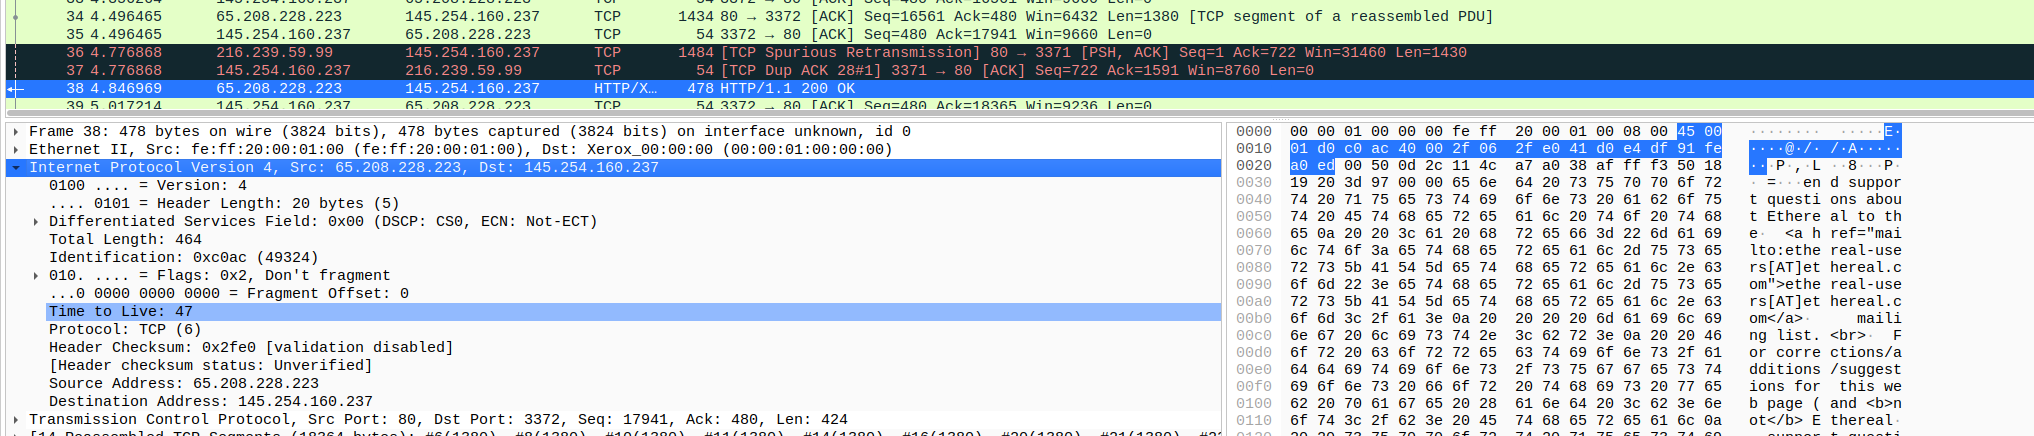 34 4.496465 65.208.228.223 145.254.160.237 TCP 1434 80 → 3372 [ACK] Seq=16561 Ack=480 Win=6432 Len=1380 [TCP segment of a reassembled PDU]
35 4.496465 145.254.160.237 65.208.228.223 TCP 54 3372 → 80 [ACK] Seq=480 Ack=17941 Win=9660 Len=0
36 4.776868 216.239.59.99 145.254.160.237 TCP 1484 [TCP Spurious Retransmission] 80 → 3371 [PSH, ACK] Seq=1 Ack=722 Win=31460 Len=1430
37 4.776868 145.254.160.237 216.239.59.99 TCP 54 [TCP Dup ACK 28#1] 3371 → 80 [ACK] Seq=722 Ack=1591 Win=8760 Len=0
38 4.846969 65.208.228.223 145.254.160.237 HTTP/X… 478 HTTP/1.1 200 OK
39 5.017214 145.254.160.237 65.208.228.223 TCP 54 3372 → 80 [ACK] Seq=480 Ack=18365 Win=9236 Len=0
Frame 38: 478 bytes on wire (3824 bits), 478 bytes captured (3824 bits) on interface unknown, id 0
Ethernet II, Src: fe:ff:20:00:01:00 (fe:ff:20:00:01:00), Dst: Xerox_00:00:00 (00:00:01:00:00:00)
Internet Protocol Version 4, Src: 65.208.228.223, Dst: 145.254.160.237
0100 .... = Version: 4
.... 0101 = Header Length: 20 bytes (5)
Differentiated Services Field: 0x00 (DSCP: CS0, ECN: Not-ECT)
Total Length: 464
Identification: 0xc0ac (49324)
010. .... = Flags: 0x2, Don't fragment
...0 0000 0000 0000 = Fragment Offset: 0
Time to Live: 47
Protocol: TCP (6)
Header Checksum: 0x2fe0 [validation disabled]
[Header checksum status: Unverified]
Source Address: 65.208.228.223
Destination Address: 145.254.160.237
Transmission Control Protocol, Src Port: 80, Dst Port: 3372, Seq: 17941, Ack: 480, Len: 424
0000 00 00 01 00 00 00 fe ff 20 00 01 00 08 00 45 00 ········ ·····E·
0010 01 d0 c0 ac 40 00 2f 06 2f e0 41 d0 e4 df 91 fe ····@·/· /·A·····
0020 a0 ed 00 50 0d 2c 11 4c a7 a0 38 af ff f3 50 18 ···P·,·L ··8···P·
0030 19 20 3d 97 00 00 65 6e 64 20 73 75 70 70 6f 72 · =···en d suppor
0040 74 20 71 75 65 73 74 69 6f 6e 73 20 61 62 6f 75 t questi ons abou
0050 74 20 45 74 68 65 72 65 61 6c 20 74 6f 20 74 68 t Ethere al to th
0060 65 0a 20 20 3c 61 20 68 72 65 66 3d 22 6d 61 69 e·  <a h ref="mai
0070 6c 74 6f 3a 65 74 68 65 72 65 61 6c 2d 75 73 65 lto:ethe real-use
0080 72 73 5b 41 54 5d 65 74 68 65 72 65 61 6c 2e 63 rs[AT]et hereal.c
0090 6f 6d 22 3e 65 74 68 65 72 65 61 6c 2d 75 73 65 om">ethe real-use
00a0 72 73 5b 41 54 5d 65 74 68 65 72 65 61 6c 2e 63 rs[AT]et hereal.c
00b0 6f 6d 3c 2f 61 3e 0a 20 20 20 20 6d 61 69 6c 69 om</a>·     maili
00c0 6e 67 20 6c 69 73 74 2e 3c 62 72 3e 0a 20 20 46 ng list. <br>·  F
00d0 6f 72 20 63 6f 72 72 65 63 74 69 6f 6e 73 2f 61 or corre ctions/a
00e0 64 64 69 74 69 6f 6e 73 2f 73 75 67 67 65 73 74 dditions /suggest
00f0 69 6f 6e 73 20 66 6f 72 20 74 68 69 73 20 77 65 ions for  this we
0100 62 20 70 61 67 65 20 28 61 6e 64 20 3c 62 3e 6e b page ( and <b>n
0110 6f 74 3c 2f 62 3e 20 45 74 68 65 72 65 61 6c 0a ot</b> E thereal·